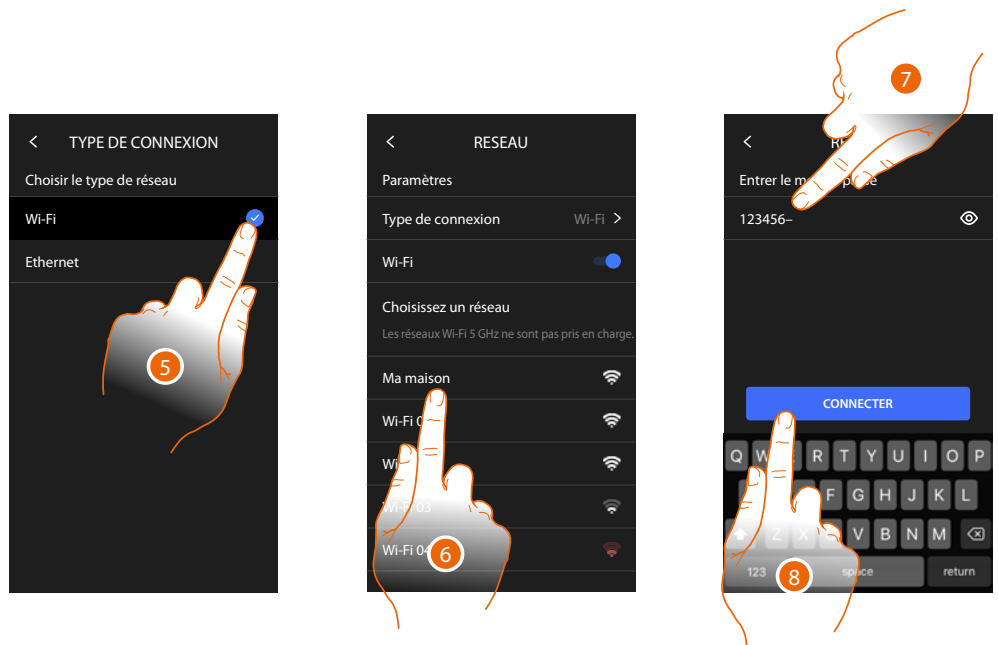 TYPE DE CONNEXION
Choisir le type de réseau
Wi-Fi
Ethernet
5
RESEAU
Paramètres
Type de connexion Wi-Fi
Wi-Fi
Choisissez un réseau
Les réseaux Wi-Fi 5 GHz ne sont pas pris en charge.
Ma maison
Wi-Fi
Wi-Fi 03
Wi-Fi 04
6
7
Entrer le
123456–
CONNECTER
Q W R T Y U I O P
F G H J K L
Z X V B N M
123 space return
8